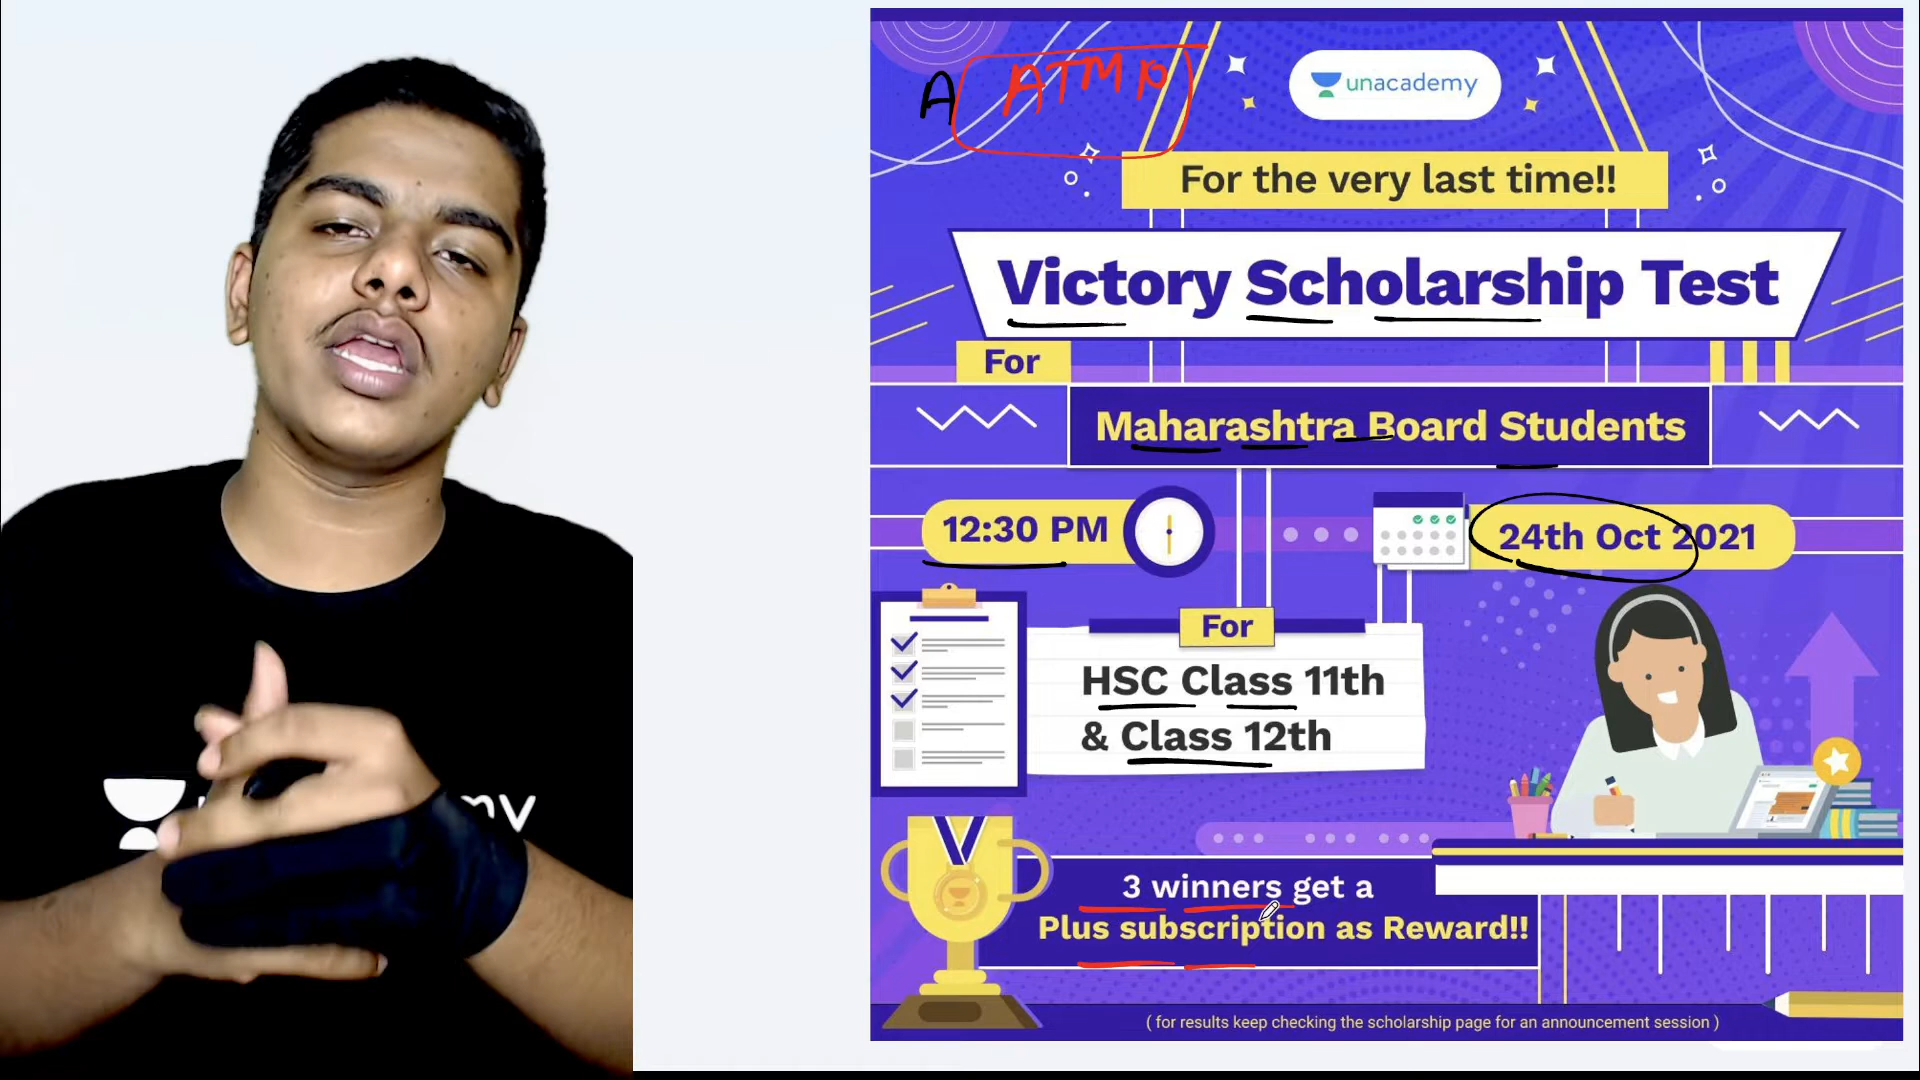 A ATMP
unacademy
For the very last time!!
Victory Scholarship Test
For
Maharashtra Board Students
12:30 PM
24th Oct 2021
For
HSC Class 11th
& Class 12th
3 winners get a
Plus subscription as Reward!!
( for results keep checking the scholarship page for an announcement session )